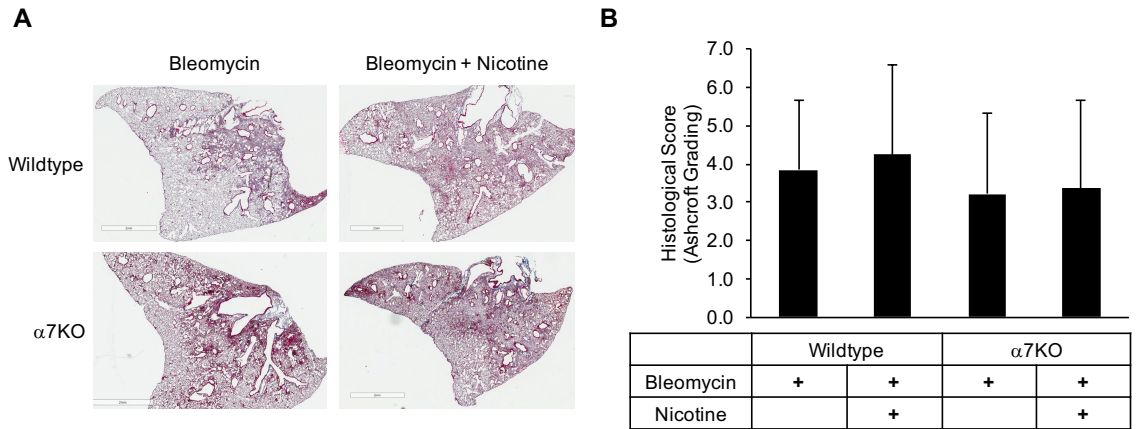 A
Bleomycin
Bleomycin + Nicotine
Wildtype
α7KO
B
Histological Score
(Ashcroft Grading)
7.0
6.0
5.0
4.0
3.0
2.0
1.0
0.0
Wildtype α7KO
Bleomycin + + + +
Nicotine + +